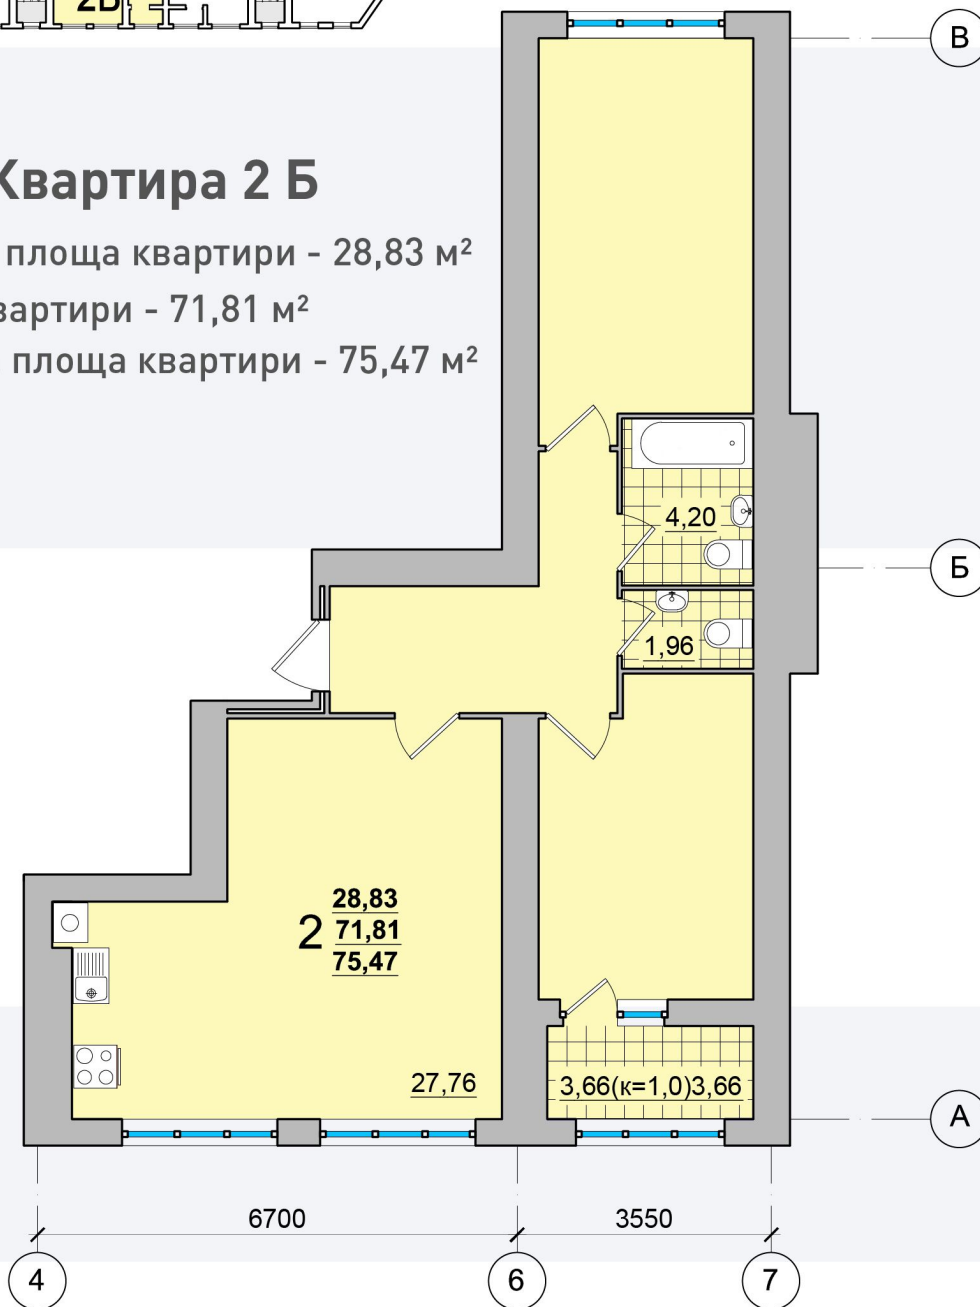 2Б
В
Квартира 2 Б
площа квартири - 28,83 м²
квартири - 71,81 м²
площа квартири - 75,47 м²
4,20
Б
1,96
28,83
2 71,81
75,47
27,76
3,66(к=1,0)3,66
А
6700
3550
4
6
7